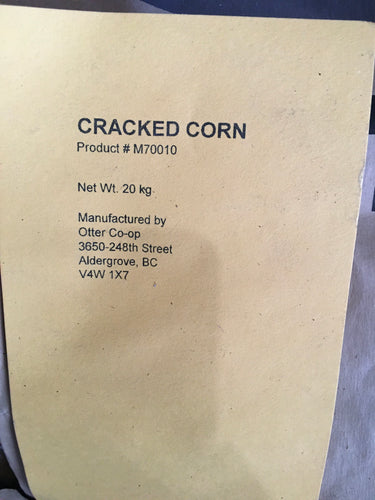 CRACKED CORN
Product # M70010
Net Wt. 20 kg.
Manufactured by
Otter Co-op
3650-248th Street
Aldergrove, BC
V4W 1X7